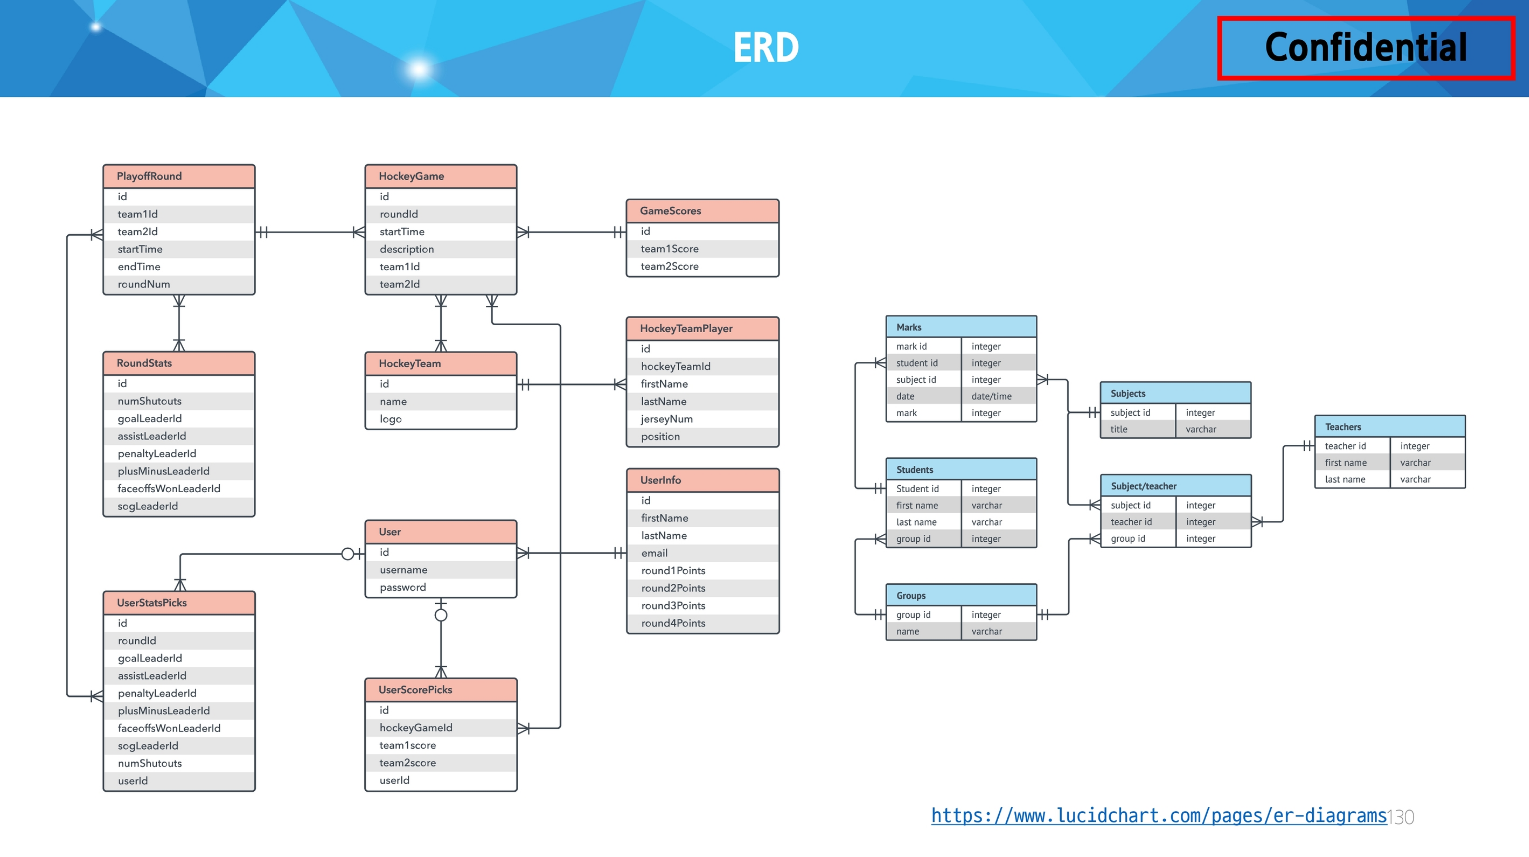 ERD
Confidential
PlayoffRound
id
team1Id
team2Id
startTime
endTime
roundNum
HockeyGame
id
roundId
startTime
description
team1Id
team2Id
GameScores
id
team1Score
team2Score
RoundStats
id
numShutouts
goalLeaderId
assistLeaderId
penaltyLeaderId
plusMinusLeaderId
faceoffsWonLeaderId
sogLeaderId
HockeyTeam
id
name
logo
HockeyTeamPlayer
id
hockeyTeamId
firstName
lastName
jerseyNum
position
User
id
username
password
UserInfo
id
firstName
lastName
email
round1Points
round2Points
round3Points
round4Points
UserStatsPicks
id
roundId
goalLeaderId
assistLeaderId
penaltyLeaderId
plusMinusLeaderId
faceoffsWonLeaderId
sogLeaderId
numShutouts
userId
UserScorePicks
id
hockeyGameId
team1score
team2score
userId
Marks
mark id integer
student id integer
subject id integer
date date/time
mark integer
Subjects
subject id integer
title varchar
Teachers
teacher id integer
first name varchar
last name varchar
Students
Student id integer
first name varchar
last name varchar
group id integer
Subject/teacher
subject id integer
teacher id integer
group id integer
Groups
group id integer
name varchar
https://www.lucidchart.com/pages/er-diagrams
130